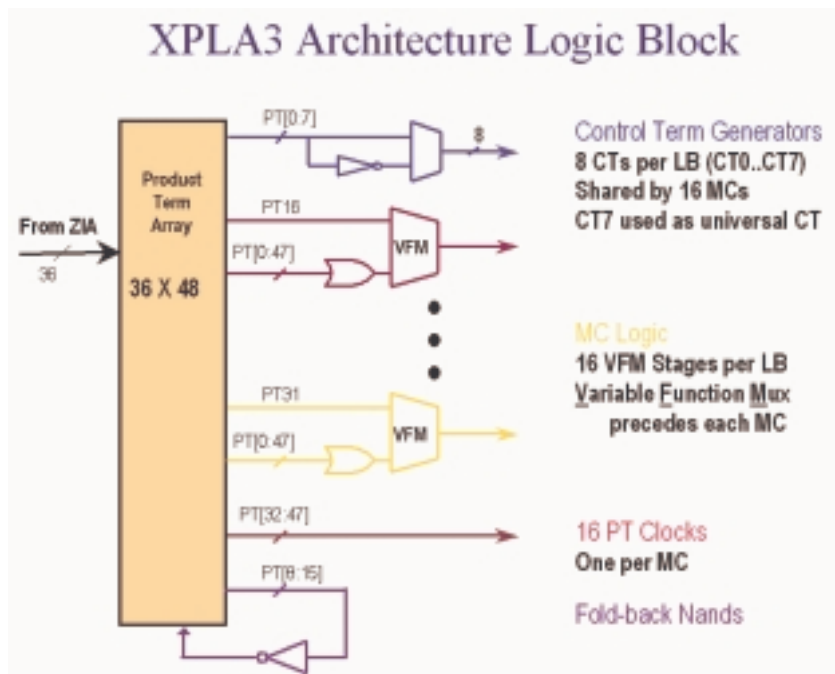 XPLA3 Architecture Logic Block
PT[0:7]
8
Control Term Generators
8 CTs per LB (CT0..CT7)
Shared by 16 MCs
CT7 used as universal CT
Product
Term
Array
36 X 48
From ZIA
36
PT16
VFM
PT[0:47]
MC Logic
16 VFM Stages per LB
Variable Function Mux
precedes each MC
PT31
VFM
PT[0:47]
PT[32:47]
16 PT Clocks
One per MC
PT[8:15]
Fold-back Nands